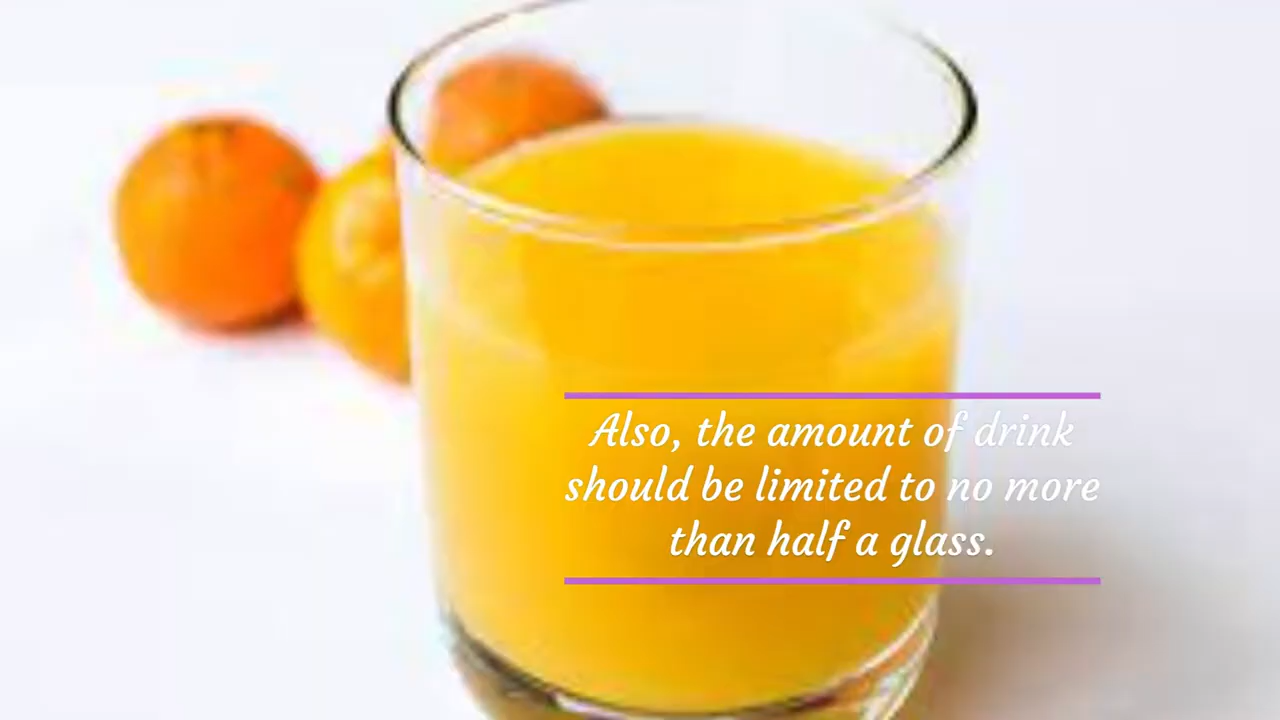 Also, the amount of drink
should be limited to no more
than half a glass.